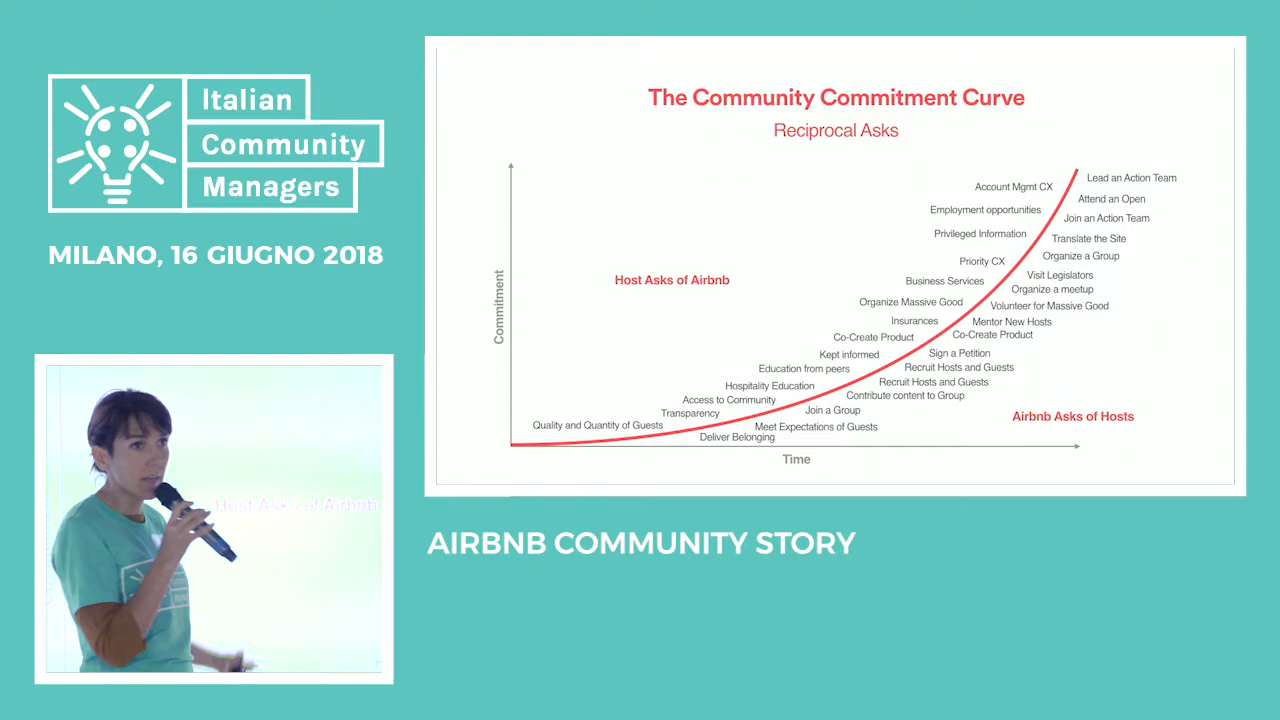 Italian
Community
Managers
MILANO, 16 GIUGNO 2018
The Community Commitment Curve
Reciprocal Asks
Lead an Action Team
Account Mgmt CX
Attend an Open
Employment opportunities
Join an Action Team
Privileged Information
Translate the Site
Organize a Group
Priority CX
Visit Legislators
Host Asks of Airbnb
Business Services
Organize a meetup
Organize Massive Good
Volunteer for Massive Good
Insurances
Mentor New Hosts
Co-Create Product
Co-Create Product
Kept informed
Sign a Petition
Education from peers
Recruit Hosts and Guests
Hospitality Education
Recruit Hosts and Guests
Access to Community
Contribute content to Group
Transparency
Join a Group
Airbnb Asks of Hosts
Quality and Quantity of Guests
Meet Expectations of Guests
Deliver Belonging
Commitment
Time
Host Asks of Airbnb
AIRBNB COMMUNITY STORY